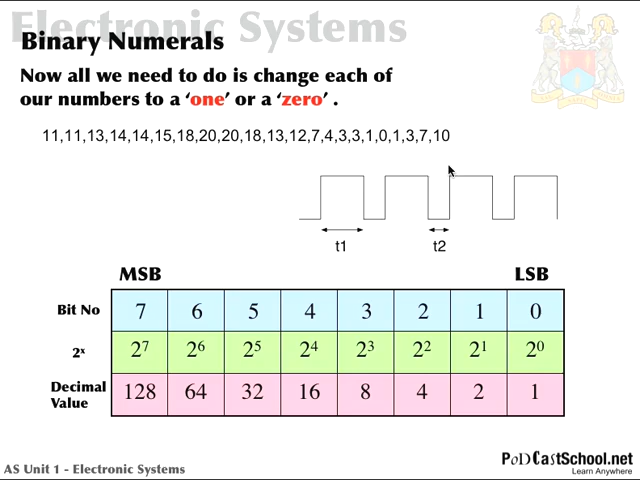 Electronic Systems
Binary Numerals
Now all we need to do is change each of
our numbers to a ‘one’ or a ‘zero’ .
11,11,13,14,14,15,18,20,20,18,13,12,7,4,3,3,1,0,1,3,7,10
t1 t2
MSB LSB
Bit No 7 6 5 4 3 2 1 0
2ˣ 2⁷ 2⁶ 2⁵ 2⁴ 2³ 2² 2¹ 2⁰
Decimal Value 128 64 32 16 8 4 2 1
PoDCastSchool.net
Learn Anywhere
AS Unit 1 - Electronic Systems